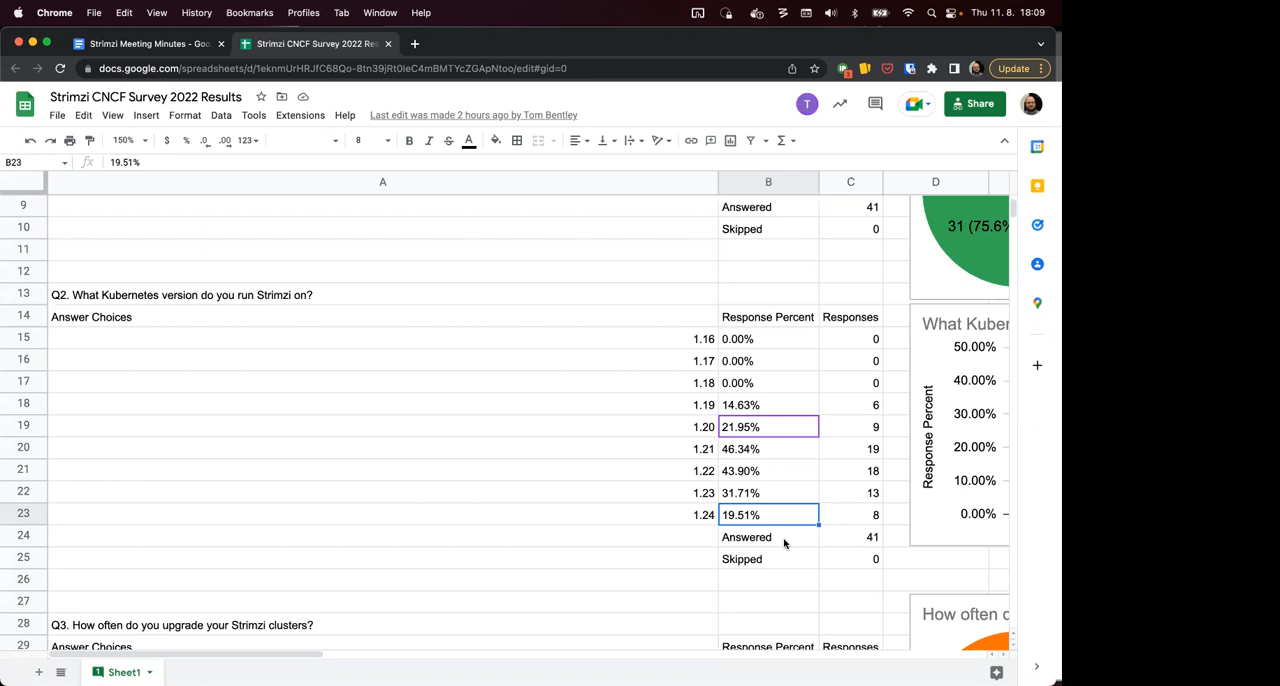 Chrome File Edit View History Bookmarks Profiles Tab Window Help Thu 11. 8. 18:09
Strimzi Meeting Minutes - Goo Strimzi CNCF Survey 2022 Res
docs.google.com/spreadsheets/d/1eknmUrHRJfC68Qo-8tn39jRt0IeC4mBMTYcZGApNtoo/edit#gid=0 Update
Strimzi CNCF Survey 2022 Results T Share
File Edit View Insert Format Data Tools Extensions Help Last edit was made 2 hours ago by Tom Bentley
150% $ % .0 .00 123 8 B I S A
B23 fx 19.51%
A B C D
9 Answered 41
10 Skipped 0 31 (75.6%
11
12
13 Q2. What Kubernetes version do you run Strimzi on?
14 Answer Choices Response Percent Responses What Kuber
15 1.16 0.00% 0 50.00%
16 1.17 0.00% 0 40.00%
17 1.18 0.00% 0
18 1.19 14.63% 6 30.00%
19 1.20 21.95% 9
20 1.21 46.34% 19 20.00%
21 1.22 43.90% 18 10.00%
22 1.23 31.71% 13
23 1.24 19.51% 8 0.00%
Response Percent
24 Answered 41
25 Skipped 0
26
27
28 Q3. How often do you upgrade your Strimzi clusters? How often d
29 Answer Choices Response Percent Responses
Sheet1